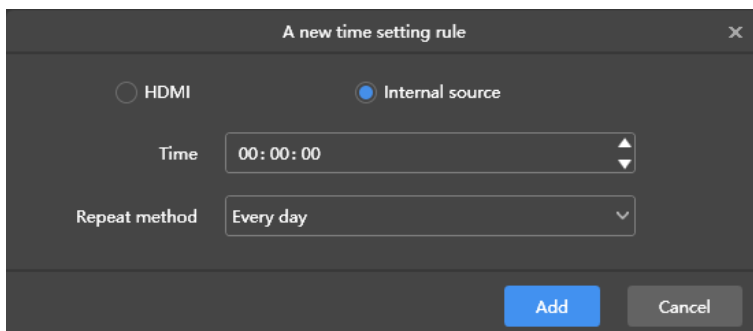 A new time setting rule
HDMI Internal source
Time 00:00:00
Repeat method Every day
Add Cancel